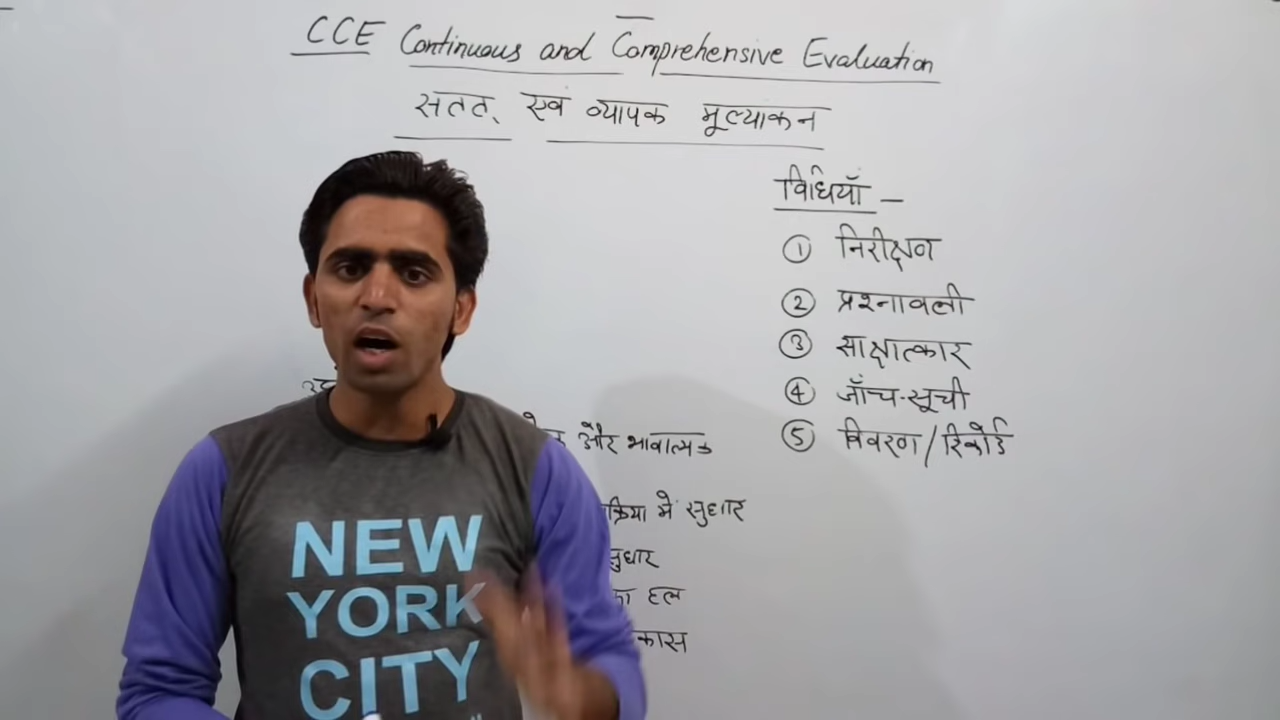 CCE Continuous and Comprehensive Evaluation
सतत् एवं व्यापक मूल्याकंन
विधियाँ –
① निरीक्षण
② प्रश्नावली
③ साक्षात्कार
④ जाँच-सूची
⑤ विवरण / रिकोर्ड
और भावात्मक
क्रिया में सुधार
सुधार
का हल
कास
NEW
YORK
CITY